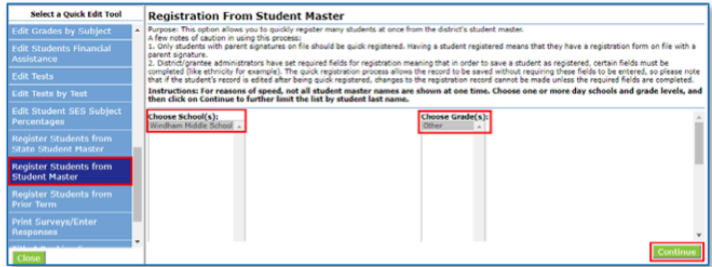 Select a Quick Edit Tool
Edit Grades by Subject
Edit Students Financial
Assistance
Edit Tests
Edit Tests by Test
Edit Student SES Subject
Percentages
Register Students from
State Student Master
Register Students from
Student Master
Register Students from
Prior Term
Print Surveys/Enter
Responses
Close
Registration From Student Master
Purpose: This option allows you to quickly register many students at once from the district's student master.
A few notes of caution in using this process:
1. Only students with parent signatures on file should be quick registered. Having a student registered means that they have a registration form on file with a
parent signature.
2. District/grantee administrators have set required fields for registration meaning that in order to save a student as registered, certain fields must be
completed (like ethnicity for example). The quick registration process allows the record to be saved without requiring these fields to be entered, so please note
that if the student's record is edited after being quick registered, changes to the registration record cannot be made unless the required fields are completed.
Instructions: For reasons of speed, not all student master names are shown at one time. Choose one or more day schools and grade levels, and
then click on Continue to further limit the list by student last name.
Choose School(s):
Windham Middle School
Choose Grade(s):
Other
Continue